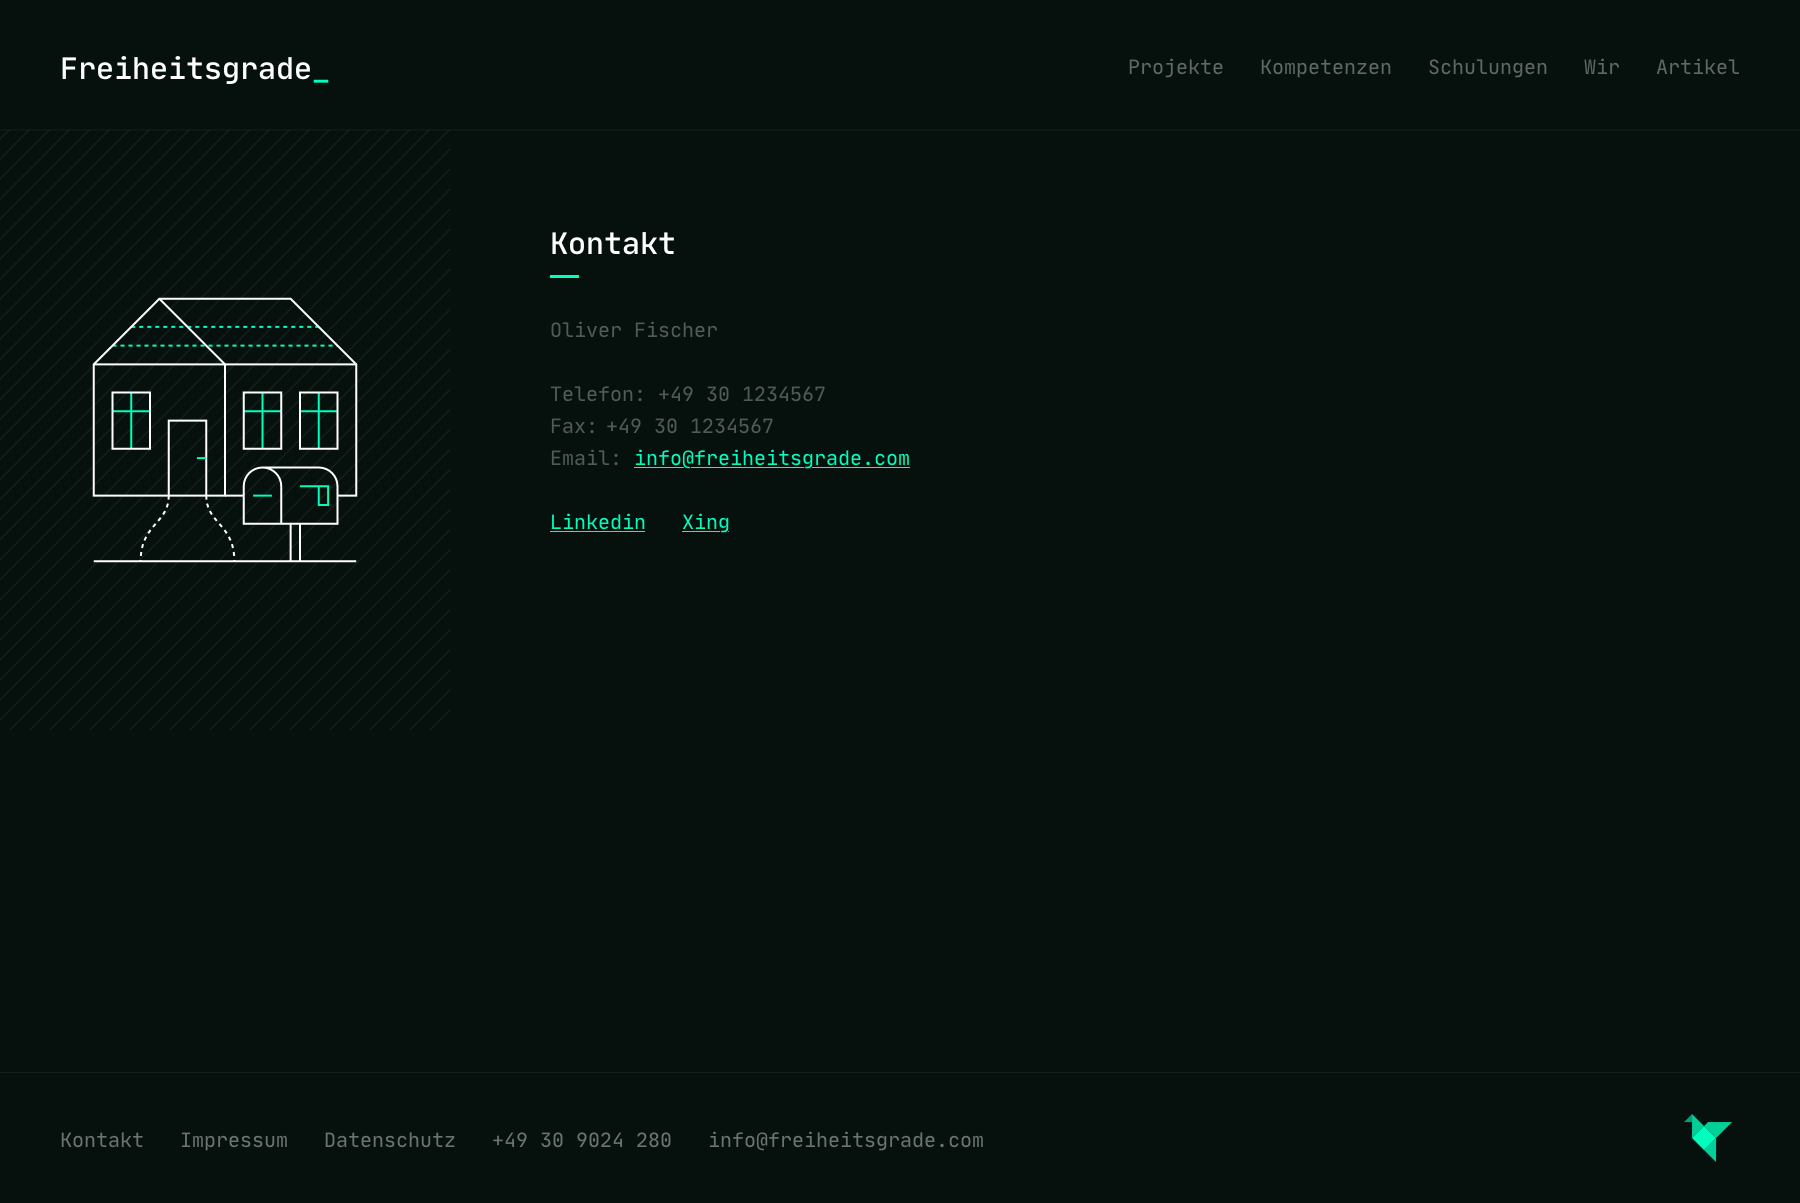 Freiheitsgrade_
Projekte Kompetenzen Schulungen Wir Artikel
Kontakt
Oliver Fischer
Telefon: +49 30 1234567
Fax: +49 30 1234567
Email: info@freiheitsgrade.com
Linkedin Xing
Kontakt Impressum Datenschutz +49 30 9024 280 info@freiheitsgrade.com